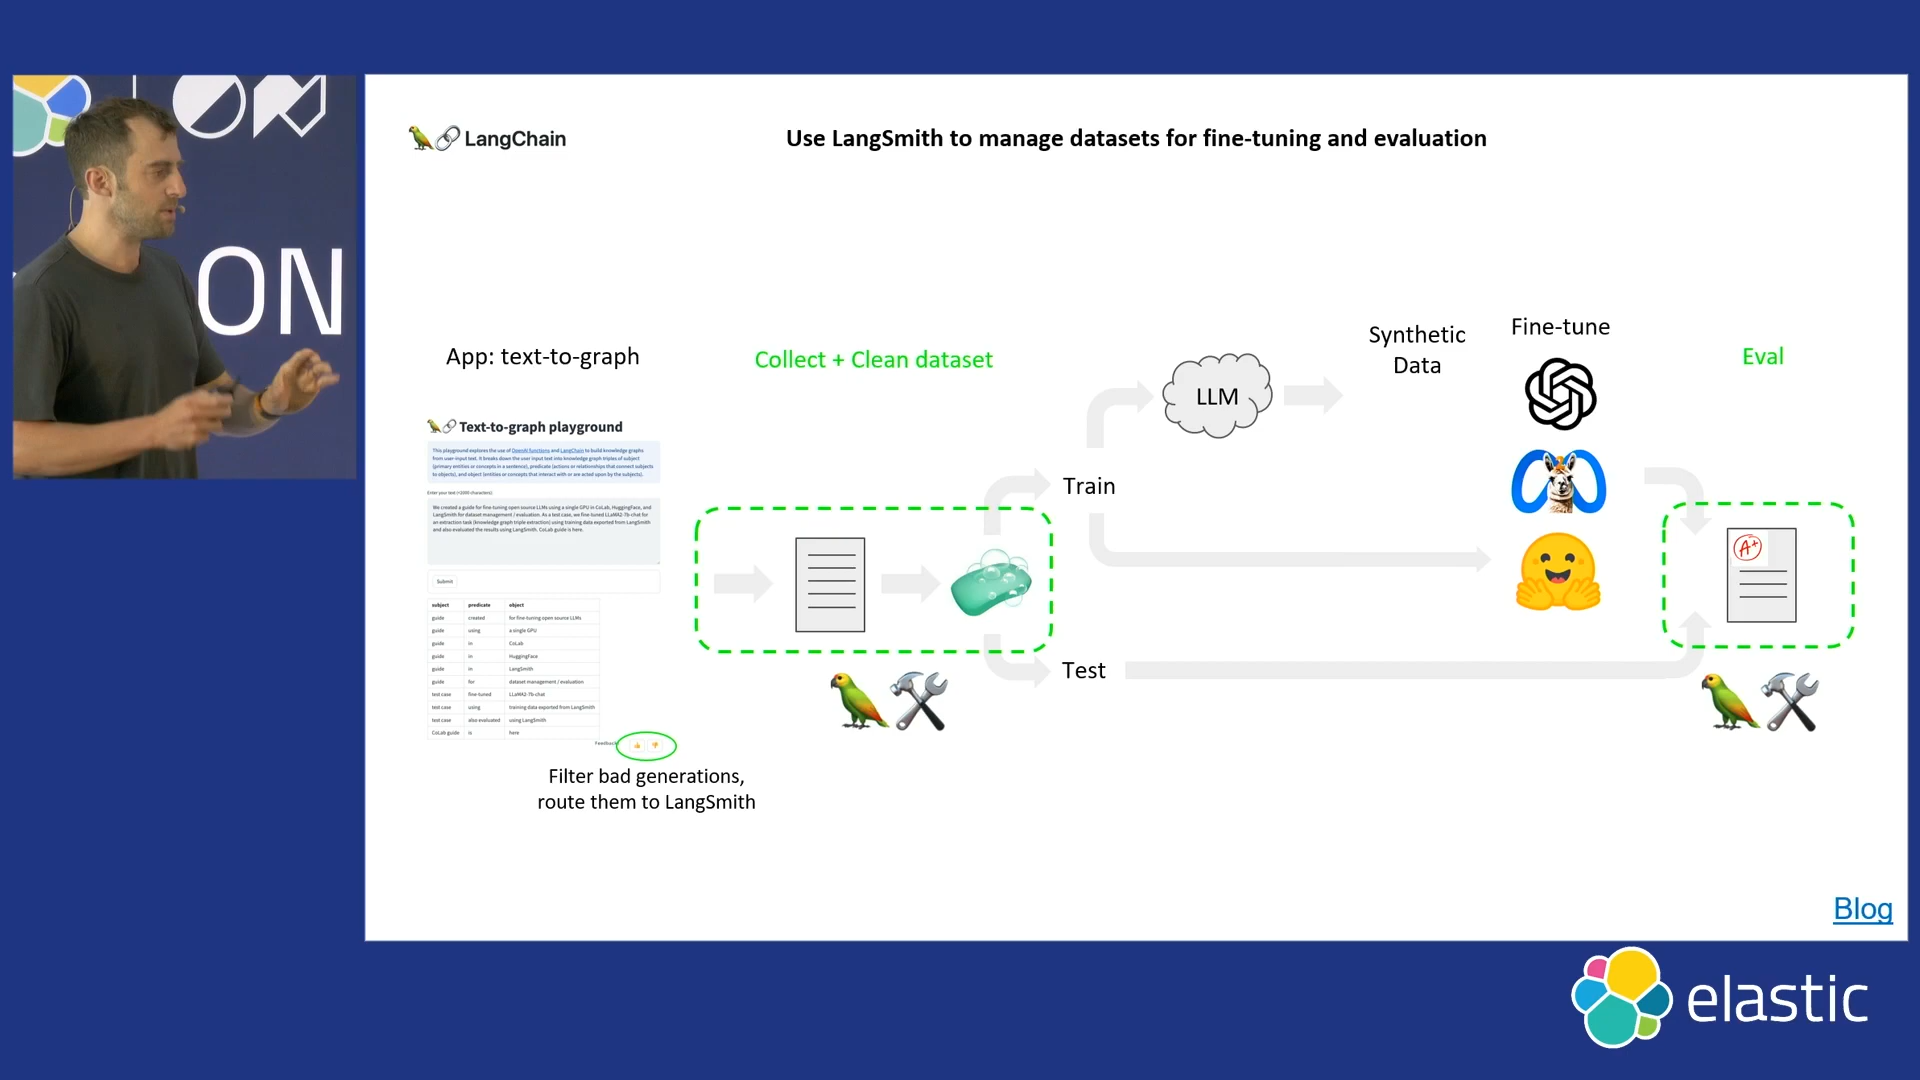 ON
LangChain
Use LangSmith to manage datasets for fine-tuning and evaluation
App: text-to-graph
Collect + Clean dataset
LLM
Synthetic
Data
Fine-tune
Eval
Text-to-graph playground
This playground explores the use of OpenAI functions and LangChain to build knowledge graphs
from user-input text. It breaks down the user input text into knowledge graph triples of subject
(primary entities or concepts in a sentence), predicate (actions or relationships that connect subjects
to objects), and object (entities or concepts that interact with or are acted upon by the subjects).
Enter your text (<2000 characters):
We created a guide for fine-tuning open source LLMs using a single GPU in CoLab, HuggingFace, and
LangSmith for dataset management / evaluation. As a test case, we fine-tuned LLaMA2-7b-chat for
an extraction task (knowledge graph triple extraction) using training data exported from LangSmith
and also evaluated the results using LangSmith. CoLab guide is here.
Submit
subject predicate object
guide created for fine-tuning open source LLMs
guide using a single GPU
guide in CoLab
guide in HuggingFace
guide in LangSmith
guide for dataset management / evaluation
test case fine-tuned LLaMA2-7b-chat
test case using training data exported from LangSmith
test case also evaluated using LangSmith
CoLab guide is here
Feedback
Filter bad generations,
route them to LangSmith
Train
Test
A+
Blog
elastic